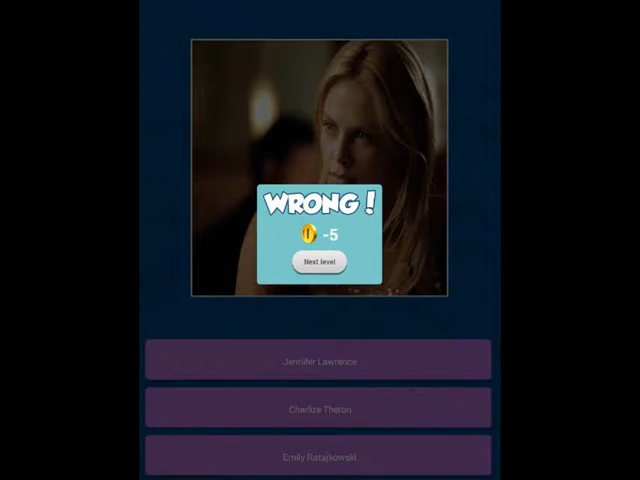 WRONG!
-5
Next level
Jennifer Lawrence
Charlize Theron
Emily Ratajkowski